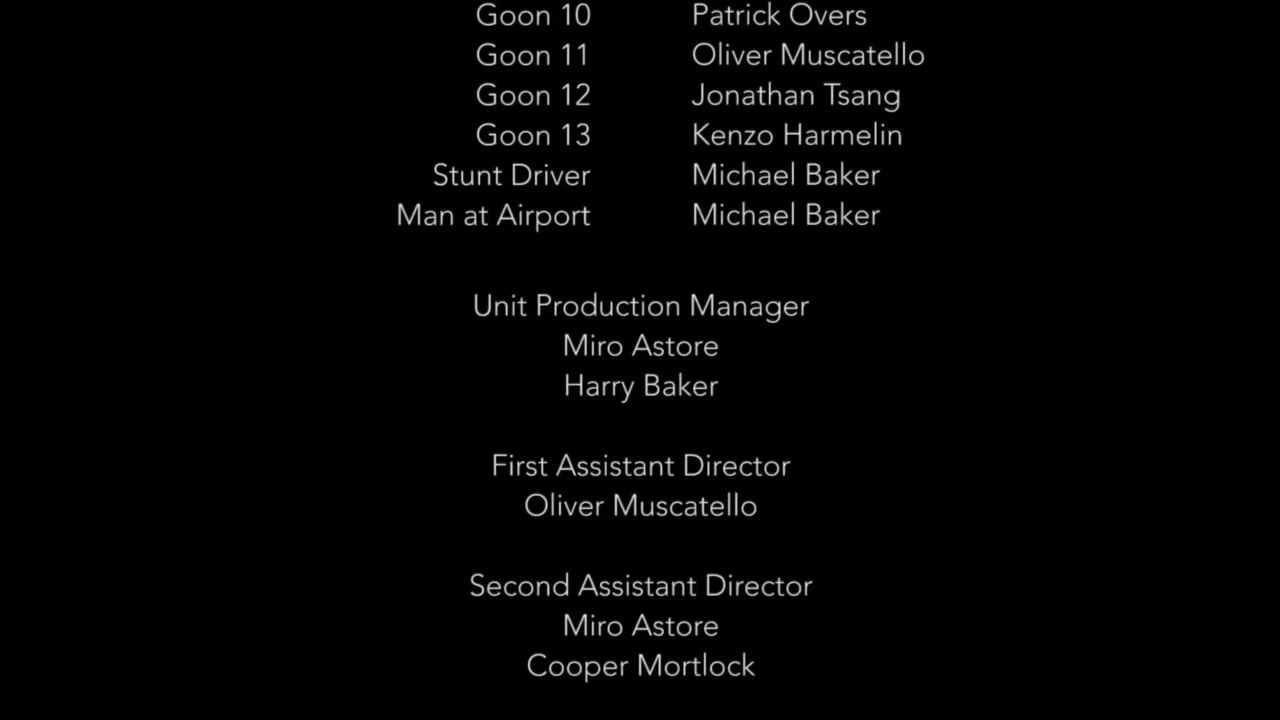 Goon 10 Patrick Overs
Goon 11 Oliver Muscatello
Goon 12 Jonathan Tsang
Goon 13 Kenzo Harmelin
Stunt Driver Michael Baker
Man at Airport Michael Baker
Unit Production Manager
Miro Astore
Harry Baker
First Assistant Director
Oliver Muscatello
Second Assistant Director
Miro Astore
Cooper Mortlock